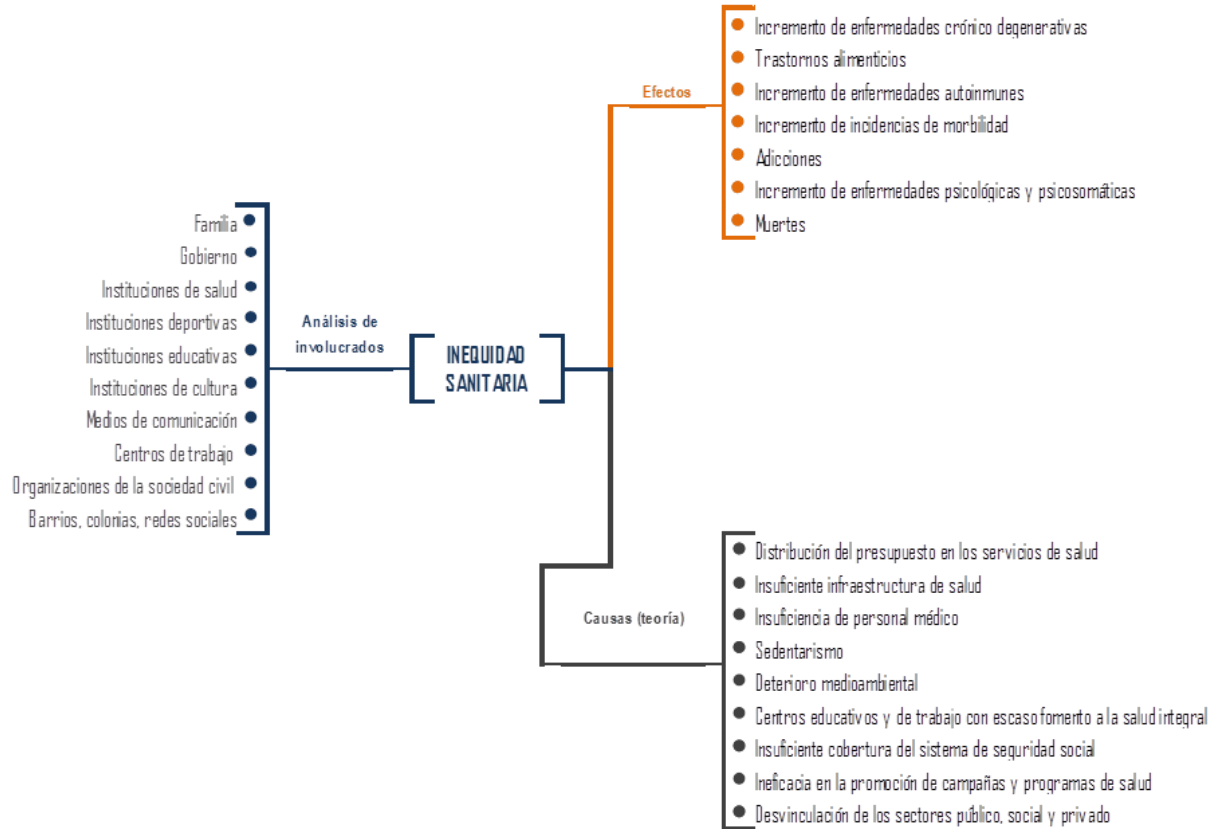 Efectos
Incremento de enfermedades crónico degenerativas
Trastornos alimenticios
Incremento de enfermedades autoinmunes
Incremento de incidencias de morbilidad
Adicciones
Incremento de enfermedades psicológicas y psicosomáticas
Muertes
Familia
Gobierno
Instituciones de salud
Instituciones deportivas
Instituciones educativas
Instituciones de cultura
Medios de comunicación
Centros de trabajo
Organizaciones de la sociedad civil
Barrios, colonias, redes sociales
Análisis de
involucrados
INEQUIDAD
SANITARIA
Causas (teoría)
Distribución del presupuesto en los servicios de salud
Insuficiente infraestructura de salud
Insuficiencia de personal médico
Sedentarismo
Deterioro medioambiental
Centros educativos y de trabajo con escaso fomento a la salud integral
Insuficiente cobertura del sistema de seguridad social
Ineficacia en la promoción de campañas y programas de salud
Desvinculación de los sectores público, social y privado